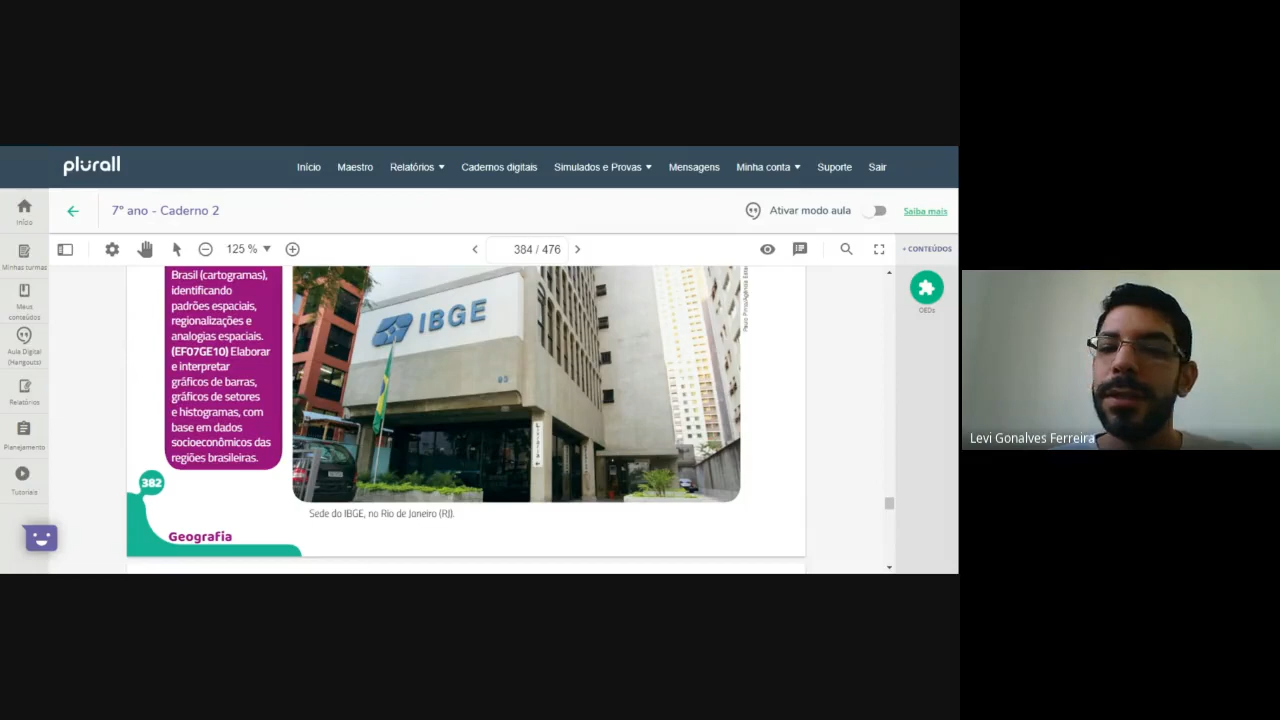 plurall
Início Maestro Relatórios Cadernos digitais Simulados e Provas Mensagens Minha conta Suporte Sair
7º ano - Caderno 2
Ativar modo aula
Saiba mais
125 %
384 / 476
+ CONTEÚDOS
Início
Minhas turmas
Meus
conteúdos
Aula Digital
(Hangouts)
Relatórios
Planejamento
Tutoriais
OEDs
Brasil (cartogramas),
identificando
padrões espaciais,
regionalizações e
analogias espaciais.
(EF07GE10) Elaborar
e interpretar
gráficos de barras,
gráficos de setores
e histogramas, com
base em dados
socioeconômicos das
regiões brasileiras.
IBGE
93
Livraria
382
Sede do IBGE, no Rio de Janeiro (RJ).
Geografia
Levi Gonalves Ferreira